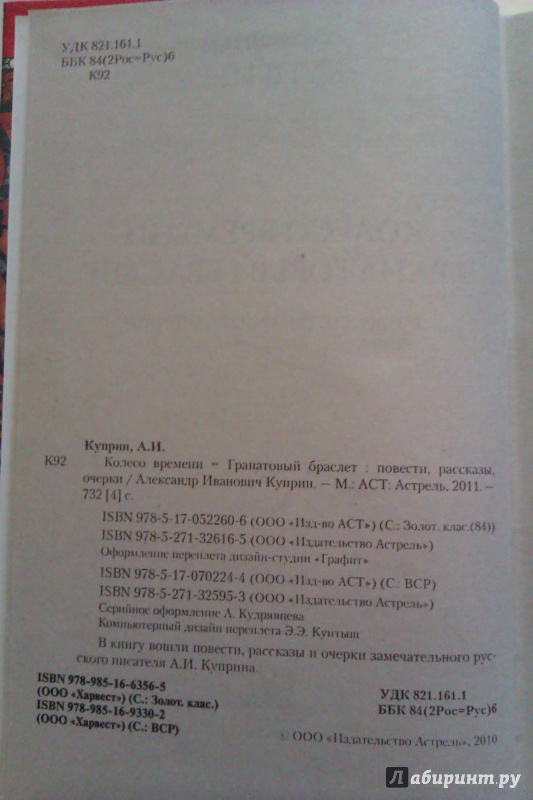 УДК 821.161.1
ББК 84(2Рос=Рус)6
К92
Куприн, А.И.
К92 Колесо времени = Гранатовый браслет : повести, рассказы,
очерки / Александр Иванович Куприн. — М.: АСТ: Астрель, 2011. —
732 [4] с.
ISBN 978-5-17-052260-6 (ООО «Изд-во АСТ») (С.: Золот. клас.(84))
ISBN 978-5-271-32616-5 (ООО «Издательство Астрель»)
Оформление переплета дизайн-студии «Графит»
ISBN 978-5-17-070224-4 (ООО «Изд-во АСТ») (С.: ВСР)
ISBN 978-5-271-32595-3 (ООО «Издательство Астрель»)
Серийное оформление А. Кудрявцева
Компьютерный дизайн переплета Э.Э. Кунтыш
В книгу вошли повести, рассказы и очерки замечательного рус-
ского писателя А.И. Куприна.
УДК 821.161.1
ББК 84(2Рос=Рус)6
ISBN 978-985-16-6356-5
(ООО «Харвест») (С.: Золот. клас.)
ISBN 978-985-16-9330-2
(ООО «Харвест») (С.: ВСР)
© ООО «Издательство Астрель», 2010
Лабиринт.ру